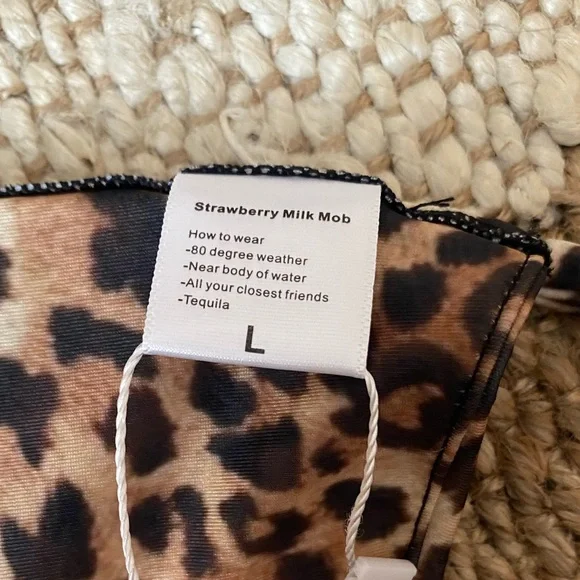 Strawberry Milk Mob
How to wear
-80 degree weather
-Near body of water
-All your closest friends
-Tequila
L